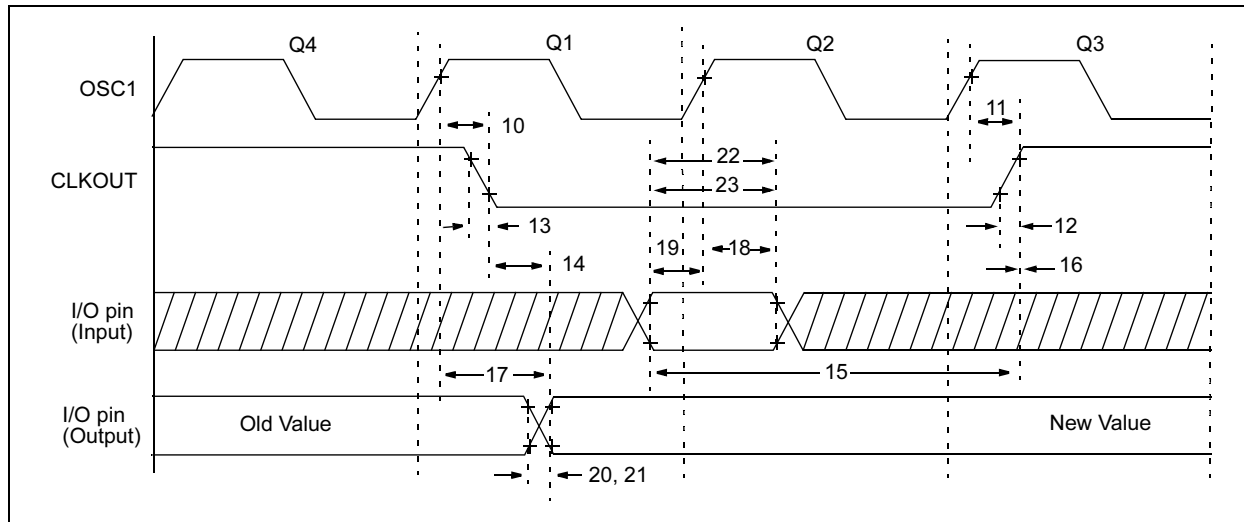 Q4
Q1
Q2
Q3
OSC1
10
11
22
CLKOUT
23
13
12
14
19
18
16
I/O pin
(Input)
17
15
I/O pin
(Output)
Old Value
New Value
20, 21